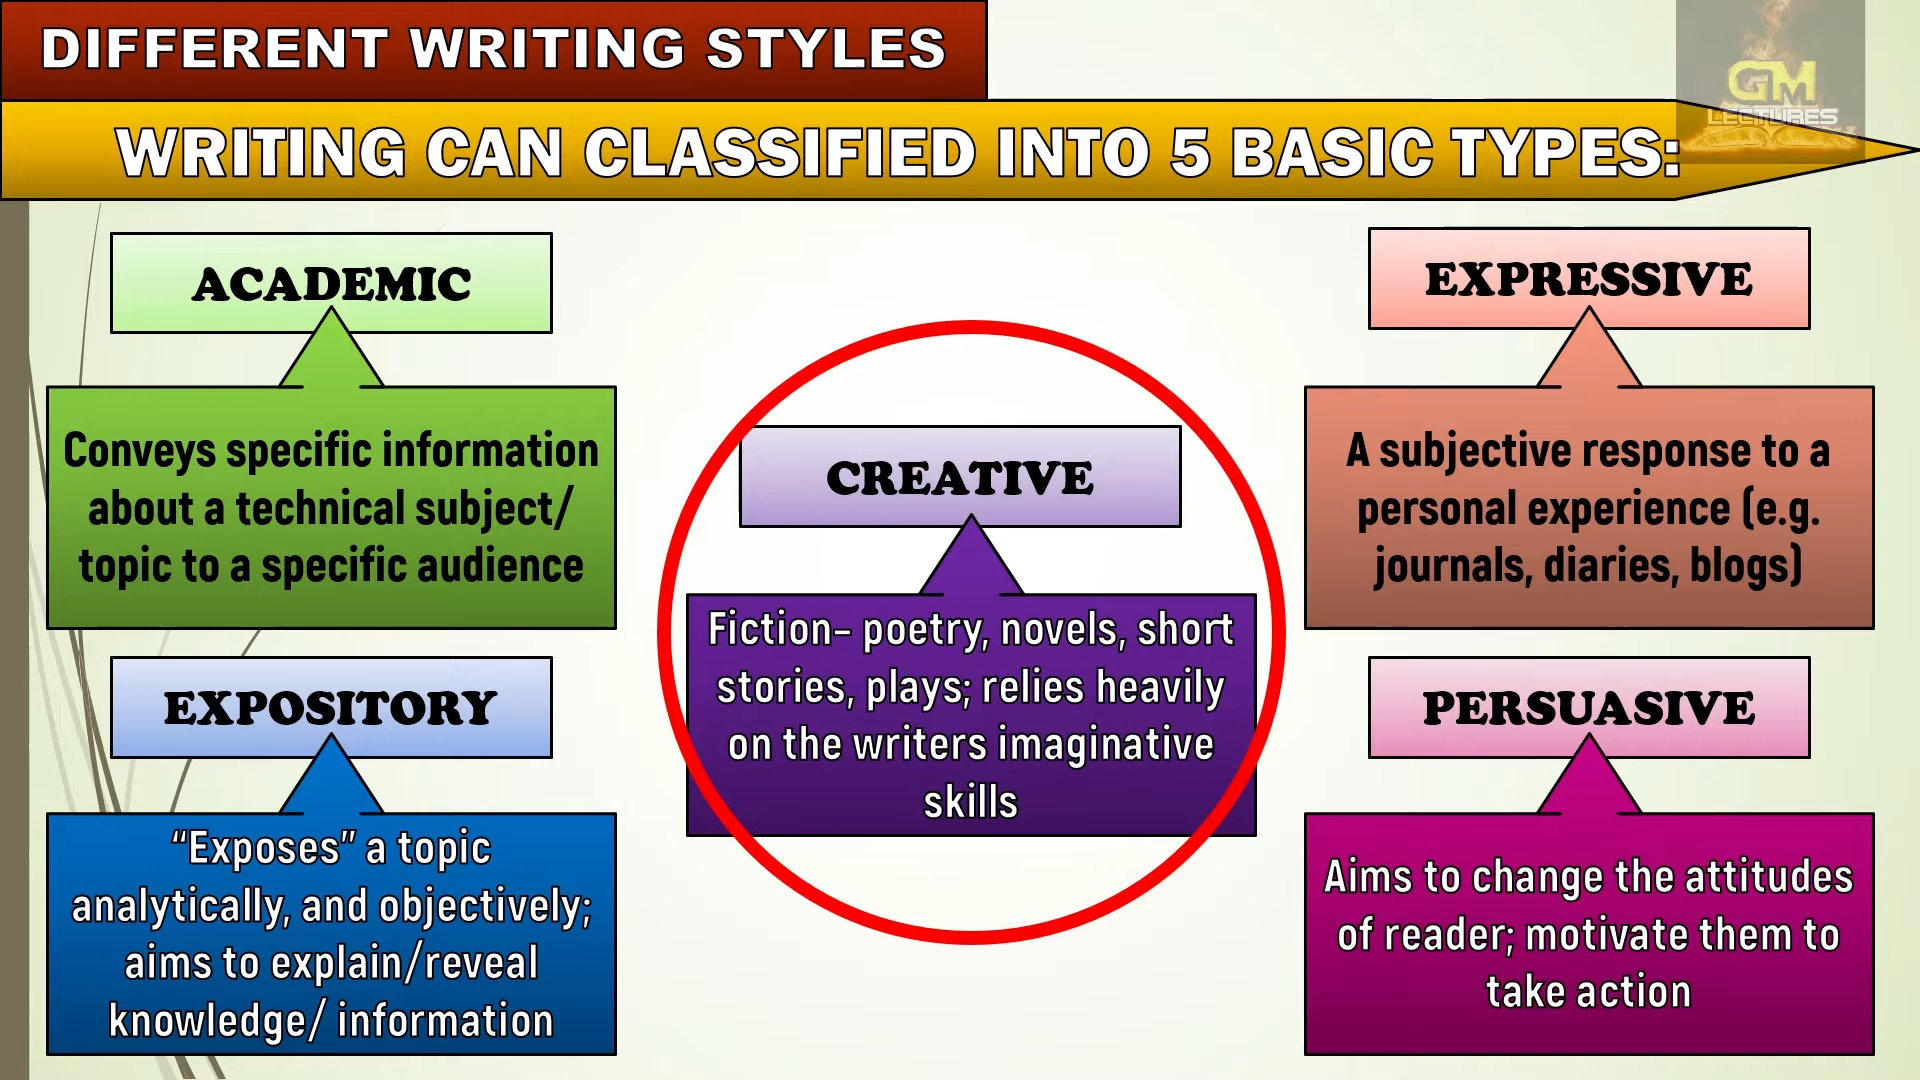 DIFFERENT WRITING STYLES
GM
LECTURES
WRITING CAN CLASSIFIED INTO 5 BASIC TYPES:
ACADEMIC
Conveys specific information
about a technical subject/
topic to a specific audience
EXPOSITORY
“Exposes” a topic
analytically, and objectively;
aims to explain/reveal
knowledge/ information
CREATIVE
Fiction– poetry, novels, short
stories, plays; relies heavily
on the writers imaginative
skills
EXPRESSIVE
A subjective response to a
personal experience (e.g.
journals, diaries, blogs)
PERSUASIVE
Aims to change the attitudes
of reader; motivate them to
take action